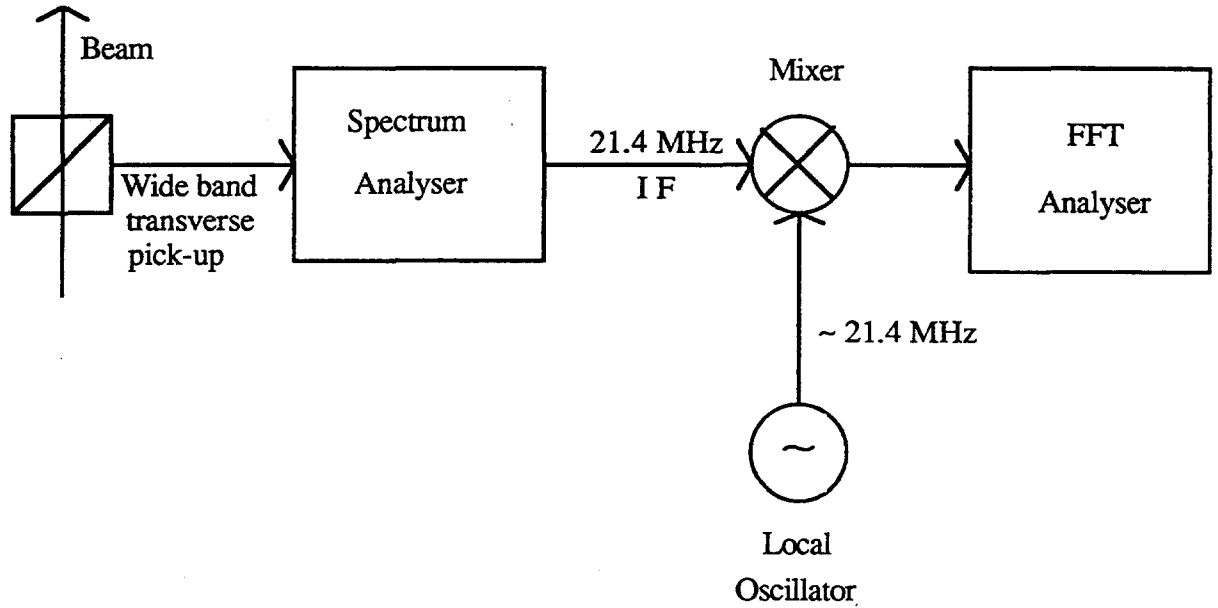 Beam
Wide band
transverse
pick-up
Spectrum
Analyser
21.4 MHz
I F
Mixer
FFT
Analyser
~ 21.4 MHz
~
Local
Oscillator